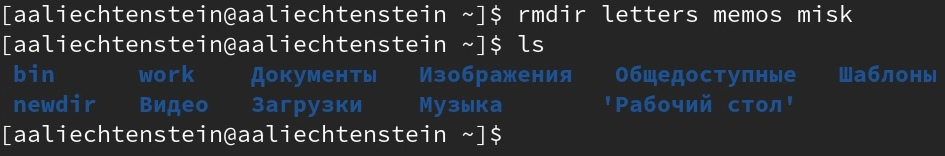 [aaliechtenstein@aaliechtenstein ~]$ rmdir letters memos misk
[aaliechtenstein@aaliechtenstein ~]$ ls
bin work Документы Изображения Общедоступные Шаблоны
newdir Видео Загрузки Музыка 'Рабочий стол'
[aaliechtenstein@aaliechtenstein ~]$